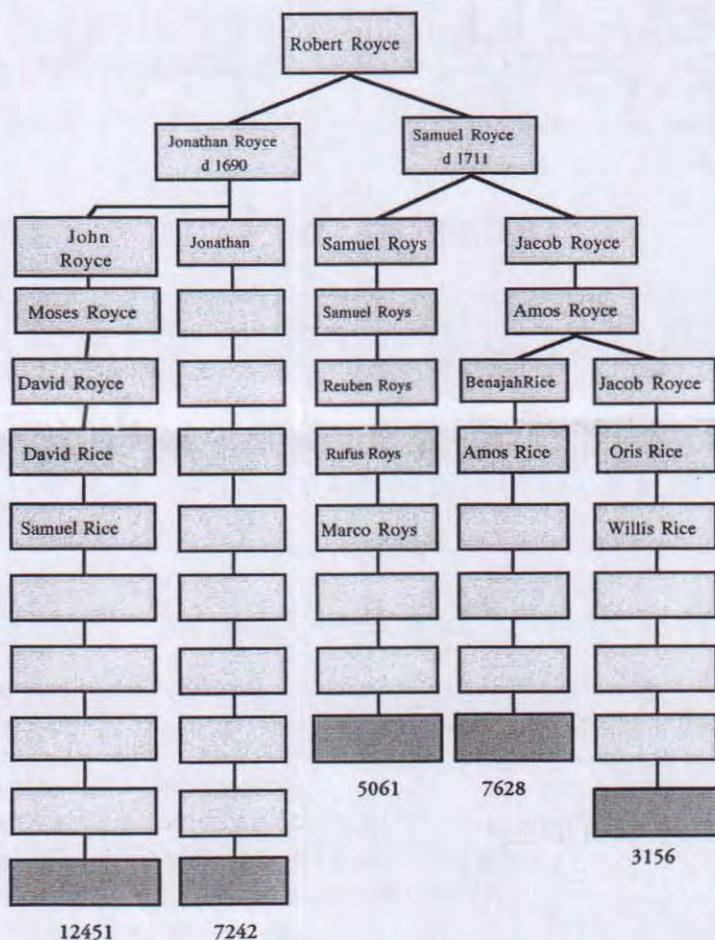 Robert Royce
Jonathan Royce
d 1690
Samuel Royce
d 1711
John
Royce
Jonathan
Samuel Roys
Jacob Royce
Moses Royce
Samuel Roys
Amos Royce
David Royce
Reuben Roys
BenajahRice
Jacob Royce
David Rice
Rufus Roys
Amos Rice
Oris Rice
Samuel Rice
Marco Roys
Willis Rice
5061
7628
3156
12451
7242